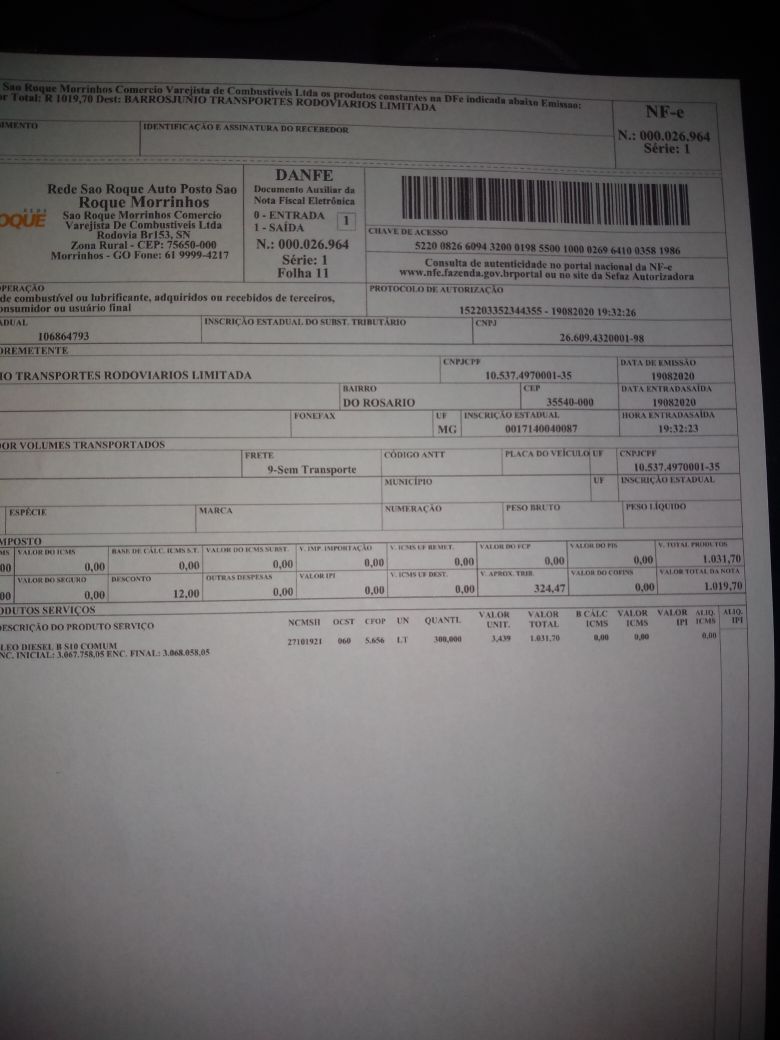 Sao Roque Morrinhos Comercio Varejista de Combustiveis Ltda os produtos constantes na DFe indicada abaixo Emissao:
or Total: R 1019,70 Dest: BARROSJUNIO TRANSPORTES RODOVIARIOS LIMITADA
NF-e
N.: 000.026.964
Série: 1
IMENTO
IDENTIFICAÇÃO E ASSINATURA DO RECEBEDOR
REDE
OQUE
Rede Sao Roque Auto Posto Sao
Roque Morrinhos
Sao Roque Morrinhos Comercio
Varejista De Combustiveis Ltda
Rodovia Br153, SN
Zona Rural - CEP: 75650-000
Morrinhos - GO Fone: 61 9999-4217
DANFE
Documento Auxiliar da
Nota Fiscal Eletrônica
0 - ENTRADA
1 - SAÍDA
1
N.: 000.026.964
Série: 1
Folha 11
CHAVE DE ACESSO
5220 0826 6094 3200 0198 5500 1000 0269 6410 0358 1986
Consulta de autenticidade no portal nacional da NF-e
www.nfe.fazenda.gov.brportal ou no site da Sefaz Autorizadora
OPERAÇÃO
de combustível ou lubrificante, adquiridos ou recebidos de terceiros,
onsumidor ou usuário final
PROTOCOLO DE AUTORIZAÇÃO
152203352344355 - 19082020 19:32:26
ADUAL
106864793
INSCRIÇÃO ESTADUAL DO SUBST. TRIBUTÁRIO
CNPJ
26.609.4320001-98
OREMETENTE
IO TRANSPORTES RODOVIARIOS LIMITADA
CNPJCPF
10.537.4970001-35
DATA DE EMISSÃO
19082020
BAIRRO
DO ROSARIO
CEP
35540-000
DATA ENTRADASAÍDA
19082020
FONEFAX
UF
MG
INSCRIÇÃO ESTADUAL
0017140040087
HORA ENTRADASAÍDA
19:32:23
OR VOLUMES TRANSPORTADOS
FRETE
9-Sem Transporte
CÓDIGO ANTT
PLACA DO VEÍCULO UF
CNPJCPF
10.537.4970001-35
MUNICÍPIO
UF
INSCRIÇÃO ESTADUAL
ESPÉCIE
MARCA
NUMERAÇÃO
PESO BRUTO
PESO LÍQUIDO
MPOSTO
MS VALOR DO ICMS BASE DE CÁLC. ICMS S.T. VALOR DO ICMS SUBST. V. IMP. IMPORTAÇÃO V. ICMS UF REMET. VALOR DO FCP VALOR DO PIS V. TOTAL PRODUTOS
00 0,00 0,00 0,00 0,00 0,00 0,00 0,00 1.031,70
VALOR DO SEGURO DESCONTO OUTRAS DESPESAS VALOR IPI V. ICMS UF DEST. V. APROX. TRIB. VALOR DO COFINS VALOR TOTAL DA NOTA
00 0,00 12,00 0,00 0,00 0,00 324,47 0,00 1.019,70
ODUTOS SERVIÇOS
DESCRIÇÃO DO PRODUTO SERVIÇO NCMSH OCST CFOP UN QUANTI. VALOR UNIT. VALOR TOTAL B CÁLC ICMS VALOR ICMS VALOR IPI ALIQ. ICMS ALIQ. IPI
LEO DIESEL B S10 COMUM 27101921 060 5.656 LT 300,000 3,439 1.031,70 0,00 0,00 0,00
NC. INICIAL: 3.067.758,05 ENC. FINAL: 3.068.058,05